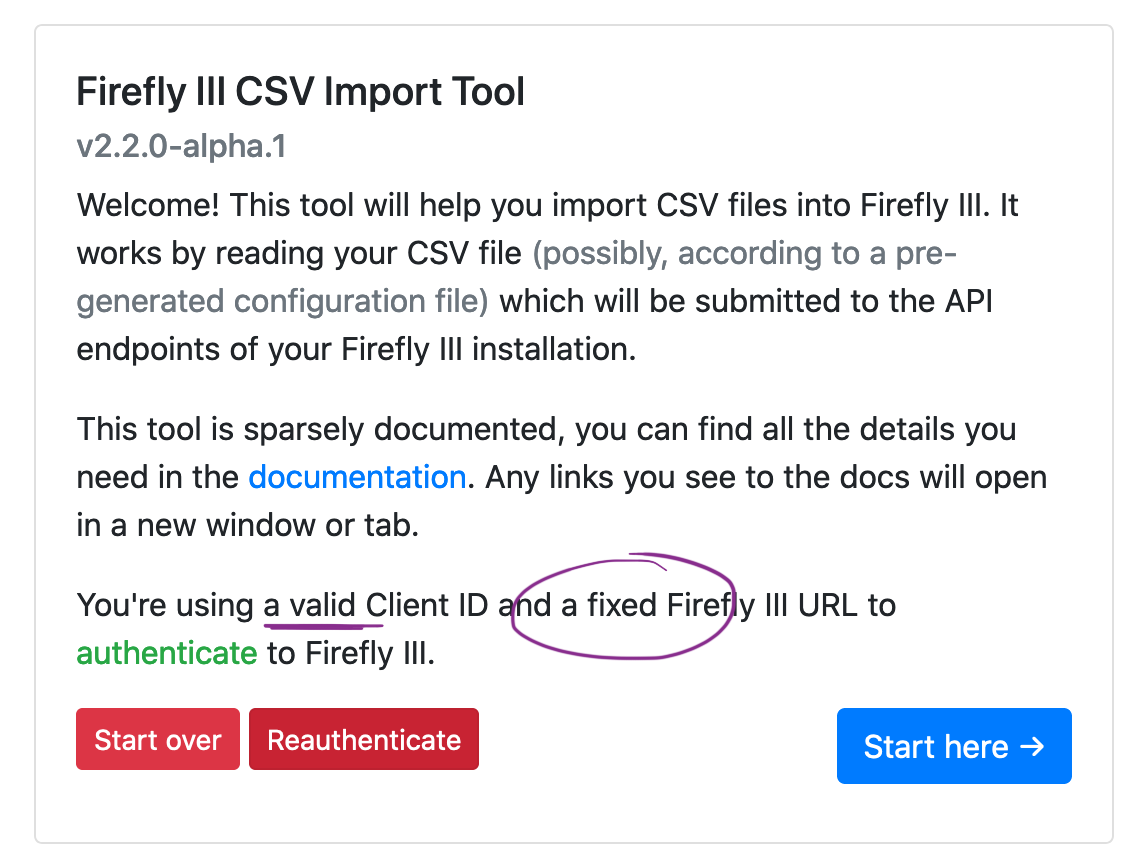 Firefly III CSV Import Tool
v2.2.0-alpha.1
Welcome! This tool will help you import CSV files into Firefly III. It
works by reading your CSV file (possibly, according to a pre-
generated configuration file) which will be submitted to the API
endpoints of your Firefly III installation.
This tool is sparsely documented, you can find all the details you
need in the documentation. Any links you see to the docs will open
in a new window or tab.
You're using a valid Client ID and a fixed Firefly III URL to
authenticate to Firefly III.
Start over Reauthenticate Start here →